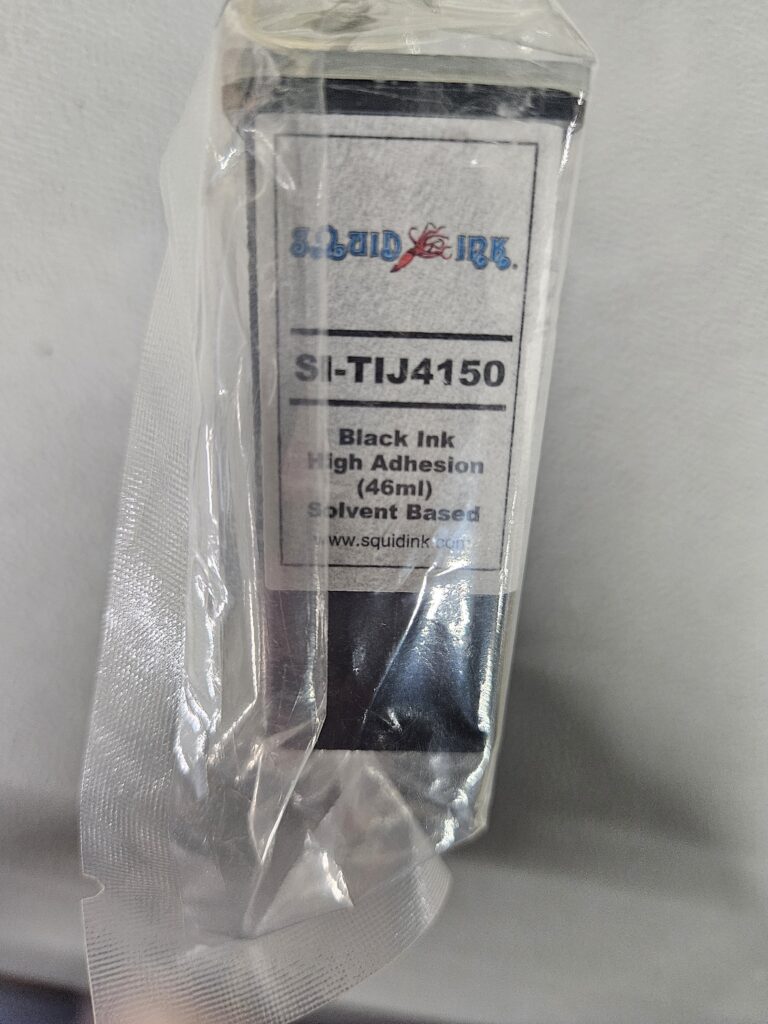 SQUID INK
SI-TIJ4150
Black Ink
High Adhesion
(46ml)
Solvent Based
www.squidink.com